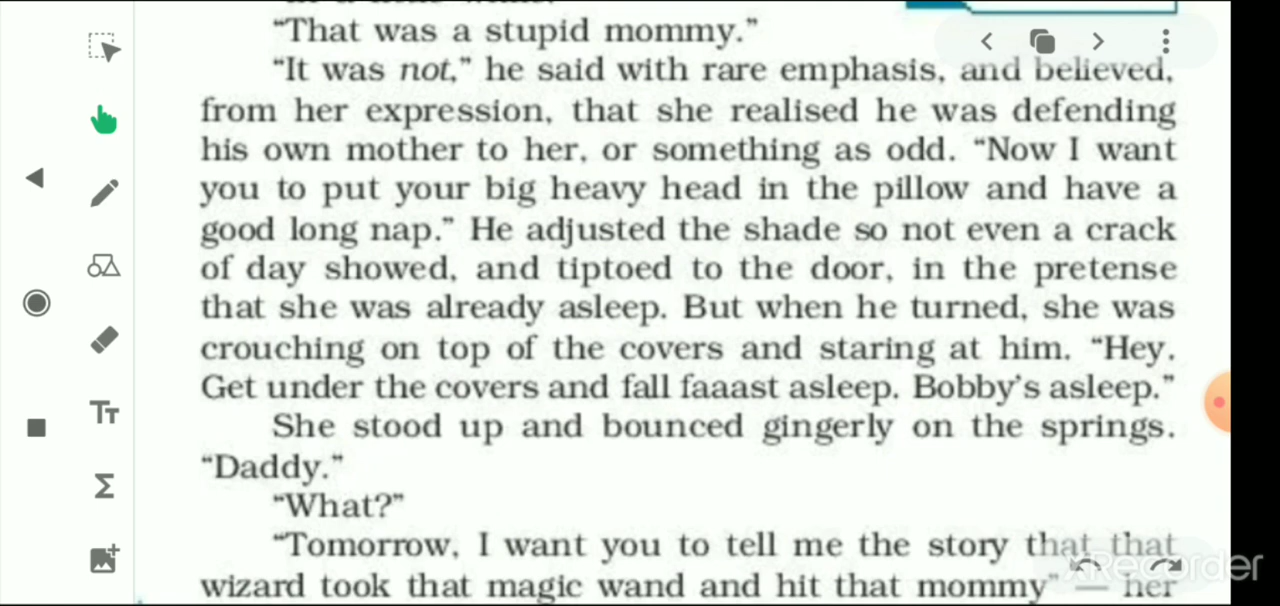 “That was a stupid mommy.”
“It was not,” he said with rare emphasis, and believed,
from her expression, that she realised he was defending
his own mother to her, or something as odd. “Now I want
you to put your big heavy head in the pillow and have a
good long nap.” He adjusted the shade so not even a crack
of day showed, and tiptoed to the door, in the pretense
that she was already asleep. But when he turned, she was
crouching on top of the covers and staring at him. “Hey.
Get under the covers and fall faaast asleep. Bobby’s asleep.”
She stood up and bounced gingerly on the springs.
“Daddy.”
“What?”
“Tomorrow, I want you to tell me the story that that
wizard took that magic wand and hit that mommy” — her
XRecorder
Tт
Σ